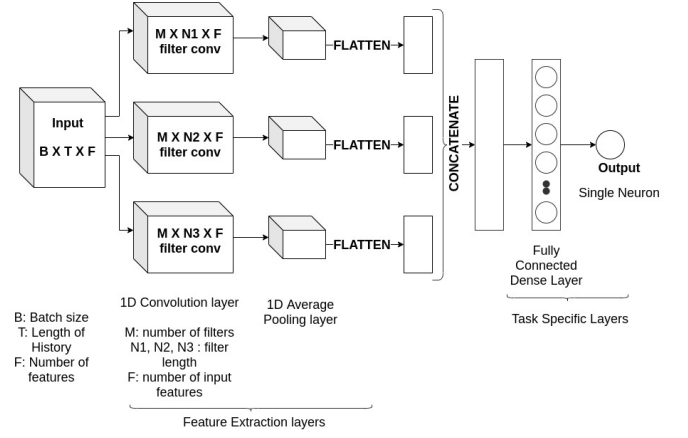 Input
B X T X F
M X N1 X F
filter conv
FLATTEN
M X N2 X F
filter conv
FLATTEN
M X N3 X F
filter conv
FLATTEN
CONCATENATE
Output
Single Neuron
Fully
Connected
Dense Layer
Task Specific Layers
B: Batch size
T: Length of
History
F: Number of
features
1D Convolution layer
M: number of filters
N1, N2, N3 : filter
length
F: number of input
features
1D Average
Pooling layer
Feature Extraction layers